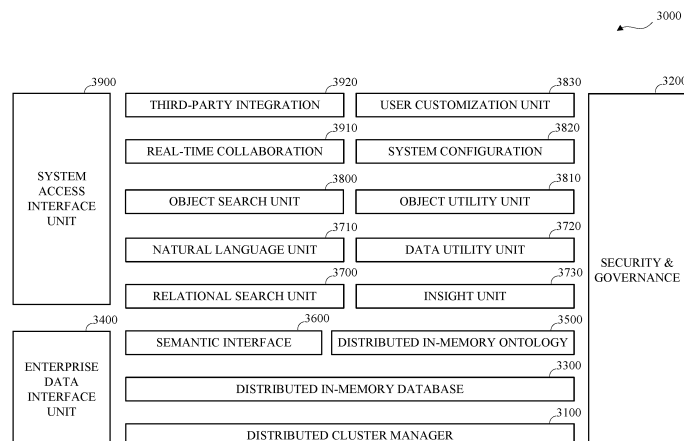 3000
3900
3920
3830
3200
THIRD-PARTY INTEGRATION
USER CUSTOMIZATION UNIT
3910
3820
REAL-TIME COLLABORATION
SYSTEM CONFIGURATION
SYSTEM
ACCESS
INTERFACE
UNIT
3800
3810
OBJECT SEARCH UNIT
OBJECT UTILITY UNIT
3710
3720
NATURAL LANGUAGE UNIT
DATA UTILITY UNIT
SECURITY &
GOVERNANCE
3700
3730
RELATIONAL SEARCH UNIT
INSIGHT UNIT
3400
3600
3500
SEMANTIC INTERFACE
DISTRIBUTED IN-MEMORY ONTOLOGY
ENTERPRISE
DATA
INTERFACE
UNIT
3300
DISTRIBUTED IN-MEMORY DATABASE
3100
DISTRIBUTED CLUSTER MANAGER